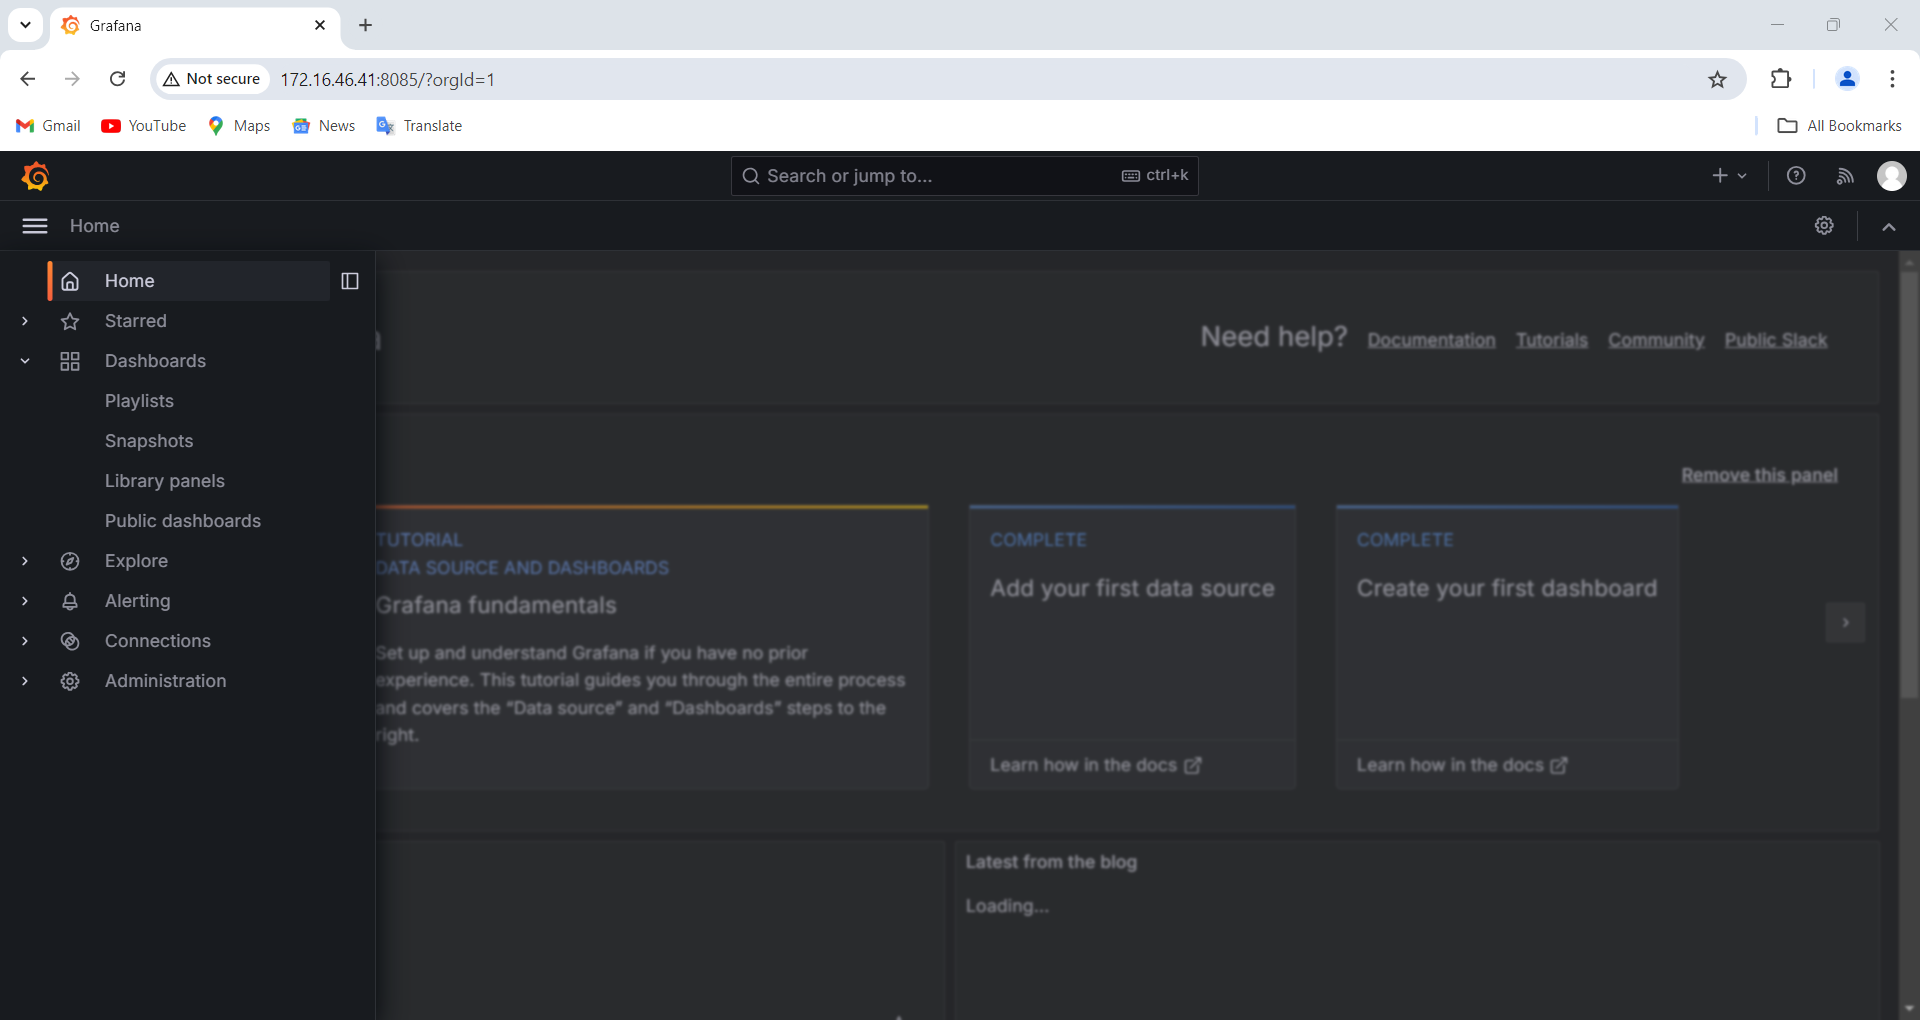 Grafana
Not secure 172.16.46.41:8085/?orgId=1
Gmail YouTube Maps News Translate All Bookmarks
Search or jump to... ctrl+k
Home
Home
Starred
Dashboards
Playlists
Snapshots
Library panels
Public dashboards
Explore
Alerting
Connections
Administration
Need help? Documentation Tutorials Community Public Slack
Remove this panel
TUTORIAL
DATA SOURCE AND DASHBOARDS
Grafana fundamentals
Set up and understand Grafana if you have no prior
experience. This tutorial guides you through the entire process
and covers the “Data source” and “Dashboards” steps to the
right.
COMPLETE
Add your first data source
Learn how in the docs
COMPLETE
Create your first dashboard
Learn how in the docs
Latest from the blog
Loading...